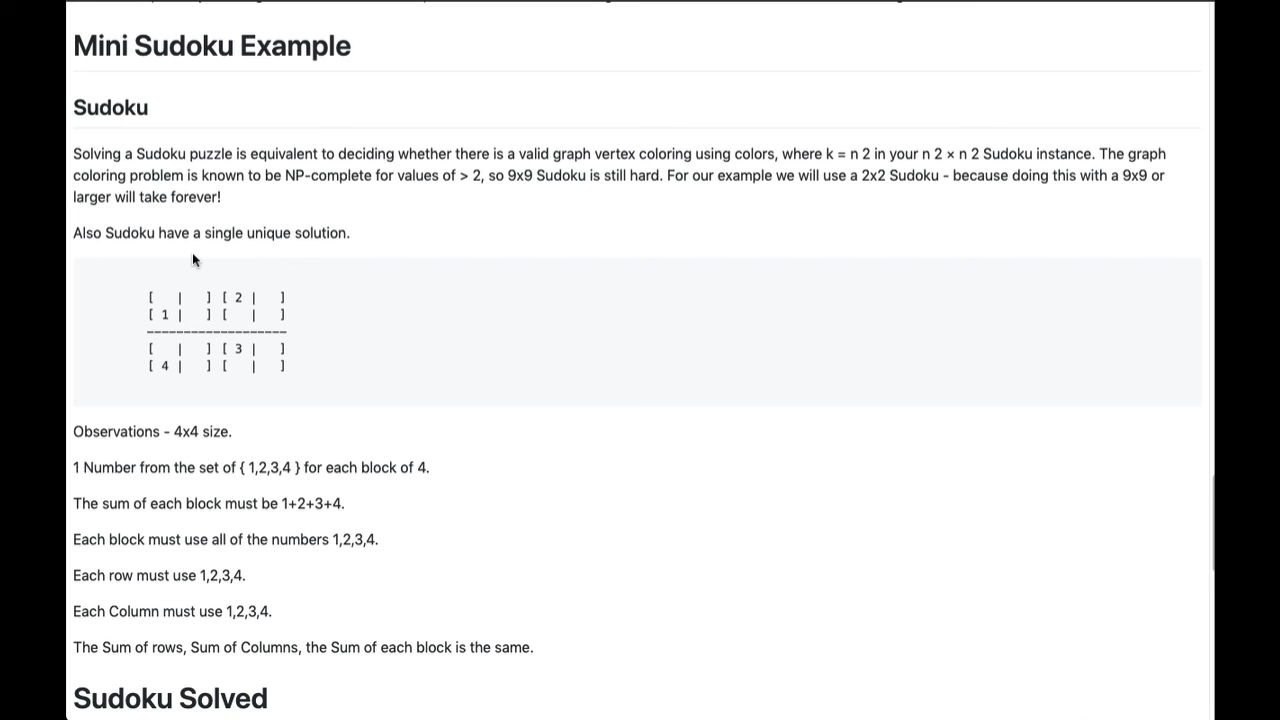 Mini Sudoku Example
Sudoku
Solving a Sudoku puzzle is equivalent to deciding whether there is a valid graph vertex coloring using colors, where k = n 2 in your n 2 × n 2 Sudoku instance. The graph
coloring problem is known to be NP-complete for values of > 2, so 9x9 Sudoku is still hard. For our example we will use a 2x2 Sudoku - because doing this with a 9x9 or
larger will take forever!
Also Sudoku have a single unique solution.
[   |   ] [ 2 |   ]
[ 1 |   ] [   |   ]
-------------------
[   |   ] [ 3 |   ]
[ 4 |   ] [   |   ]
Observations - 4x4 size.
1 Number from the set of { 1,2,3,4 } for each block of 4.
The sum of each block must be 1+2+3+4.
Each block must use all of the numbers 1,2,3,4.
Each row must use 1,2,3,4.
Each Column must use 1,2,3,4.
The Sum of rows, Sum of Columns, the Sum of each block is the same.
Sudoku Solved